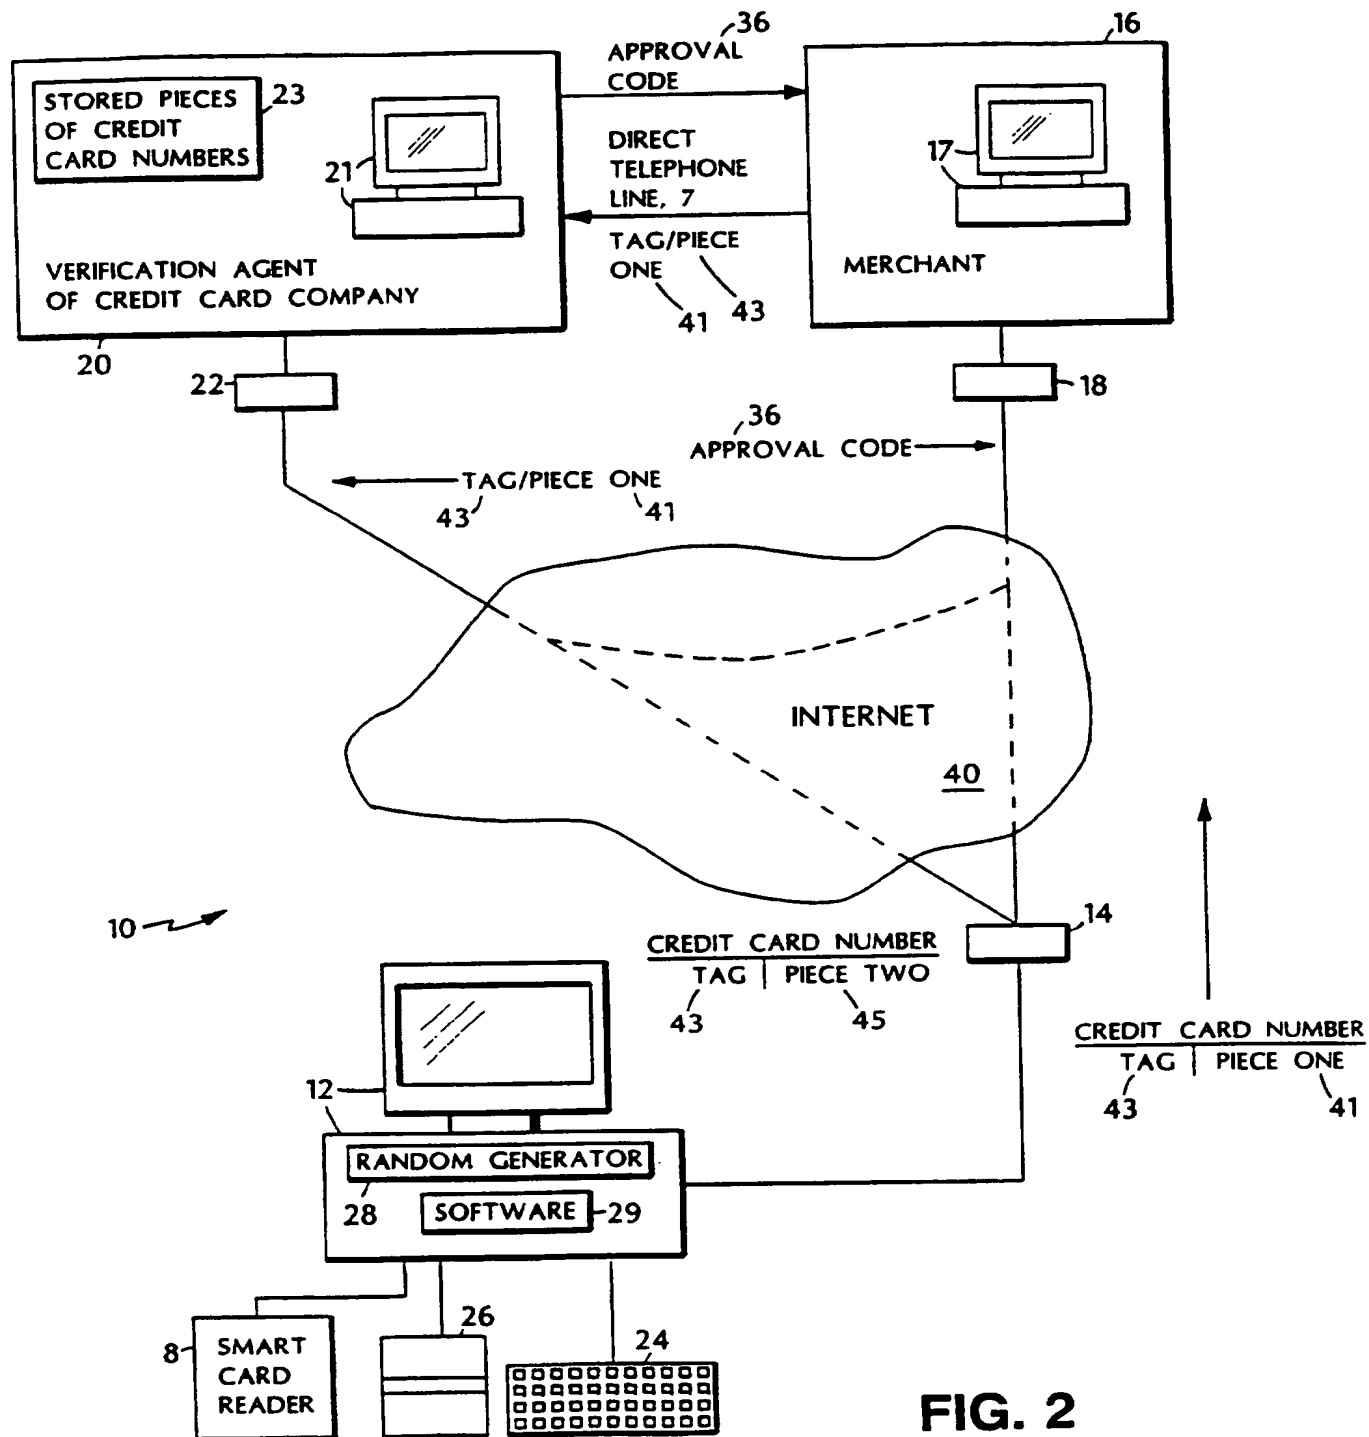 36
APPROVAL
CODE
16
STORED PIECES
OF CREDIT
CARD NUMBERS
23
21
DIRECT
TELEPHONE
LINE, 7
17
TAG/PIECE
ONE
41
43
VERIFICATION AGENT
OF CREDIT CARD COMPANY
MERCHANT
20
22
18
36
APPROVAL CODE
TAG/PIECE ONE
43
41
INTERNET
40
10
14
CREDIT CARD NUMBER
TAG | PIECE TWO
43
45
CREDIT CARD NUMBER
TAG | PIECE ONE
43
41
12
RANDOM GENERATOR
28
SOFTWARE
29
8
SMART
CARD
READER
26
24
FIG. 2